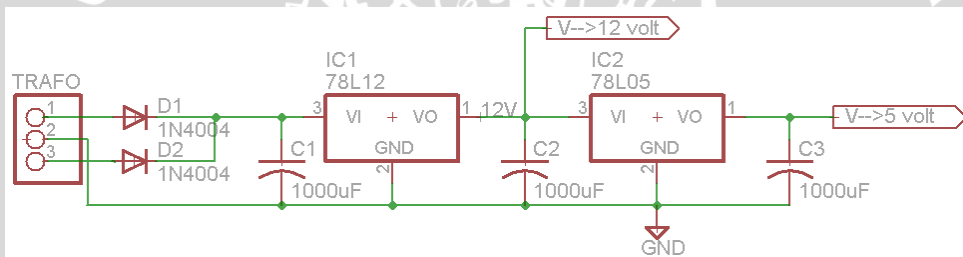 V-->12 volt
IC1
78L12
IC2
78L05
TRAFO
1
2
3
D1
1N4004
D2
1N4004
3
VI
VO
1
12V
GND
2
3
VI
VO
1
GND
2
V-->5 volt
C1
1000uF
C2
1000uF
C3
1000uF
GND